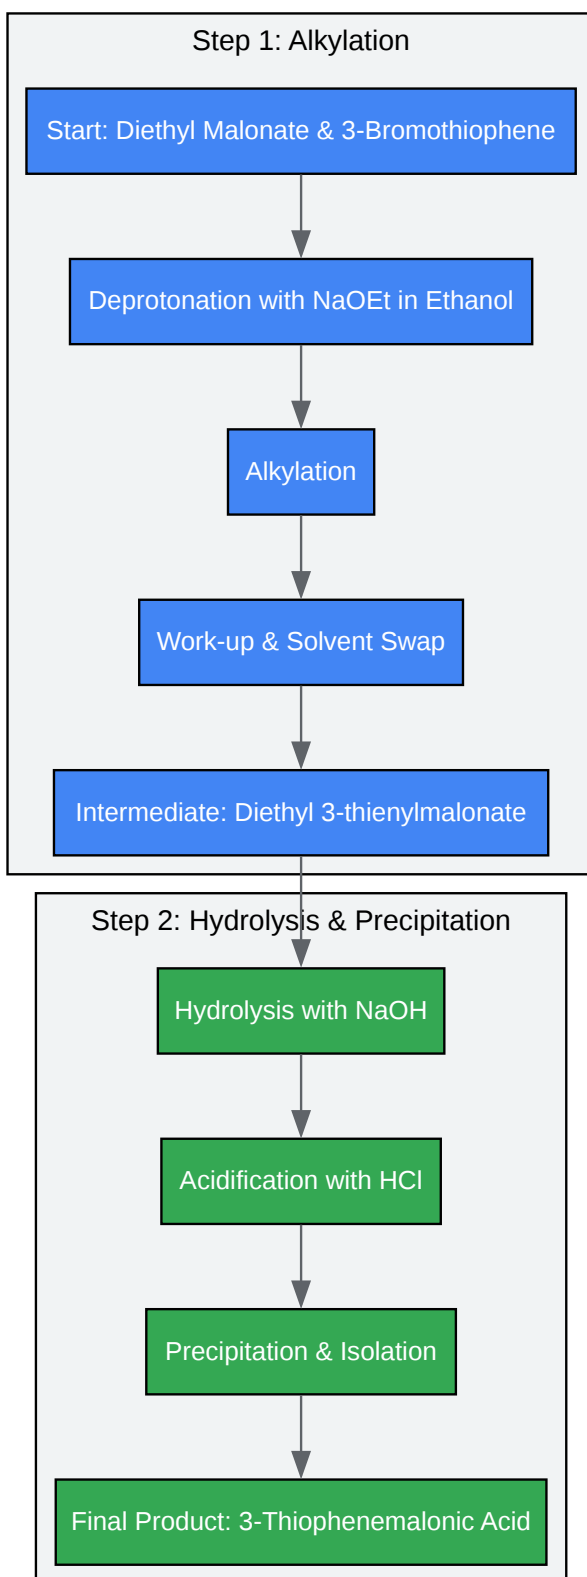 Step 1: Alkylation
Start: Diethyl Malonate & 3-Bromothiophene
Deprotonation with NaOEt in Ethanol
Alkylation
Work-up & Solvent Swap
Intermediate: Diethyl 3-thienylmalonate
Step 2: Hydrolysis & Precipitation
Hydrolysis with NaOH
Acidification with HCl
Precipitation & Isolation
Final Product: 3-Thiophenemalonic Acid